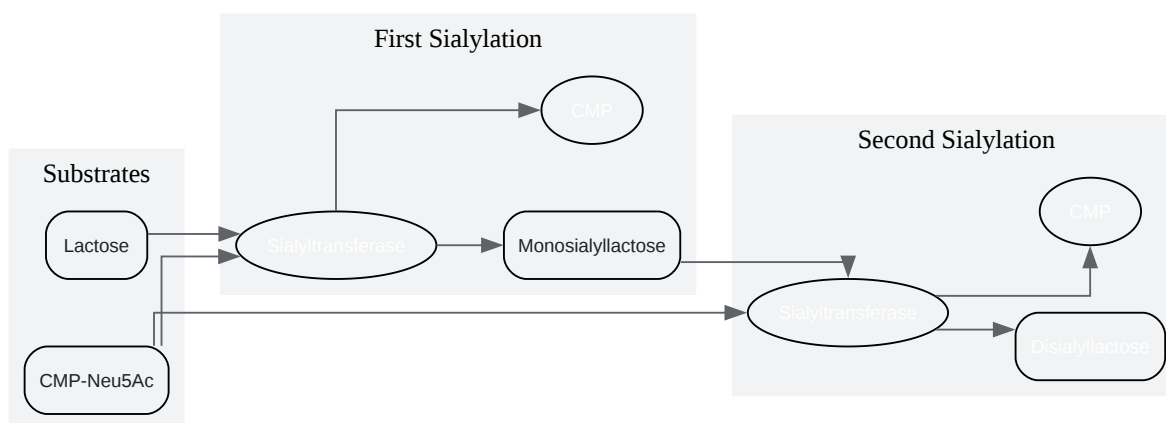 First Sialylation
CMP
Second Sialylation
Substrates
CMP
Lactose
Sialyltransferase
Monosialyllactose
Sialyltransferase
Disialyllactose
CMP-Neu5Ac